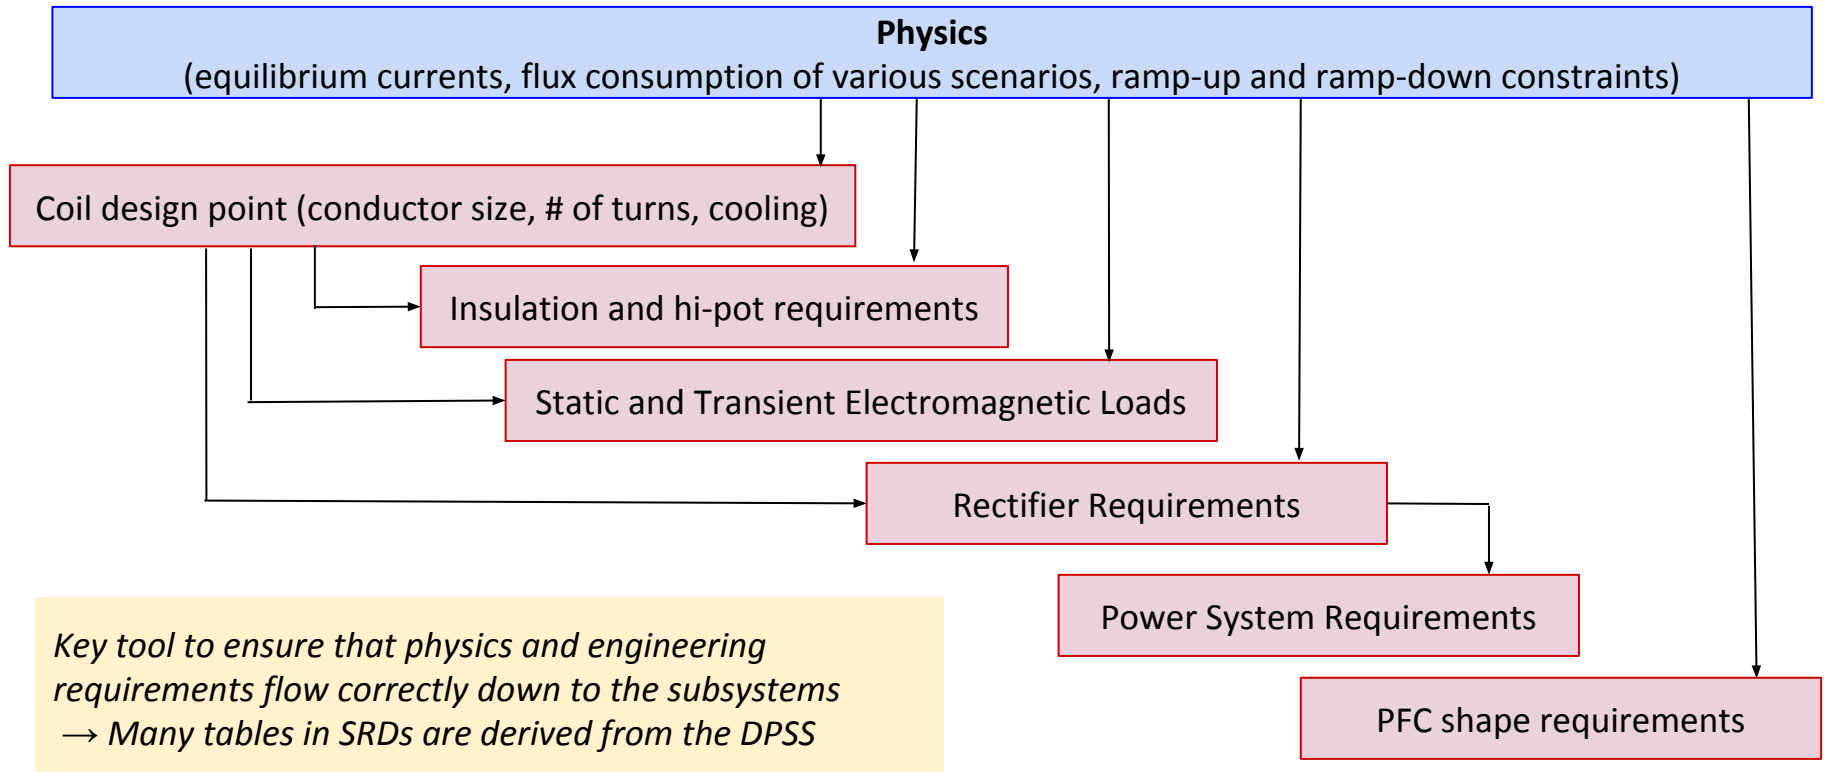 Physics
(equilibrium currents, flux consumption of various scenarios, ramp-up and ramp-down constraints)
Coil design point (conductor size, # of turns, cooling)
Insulation and hi-pot requirements
Static and Transient Electromagnetic Loads
Rectifier Requirements
Power System Requirements
PFC shape requirements
Key tool to ensure that physics and engineering
requirements flow correctly down to the subsystems
→ Many tables in SRDs are derived from the DPSS